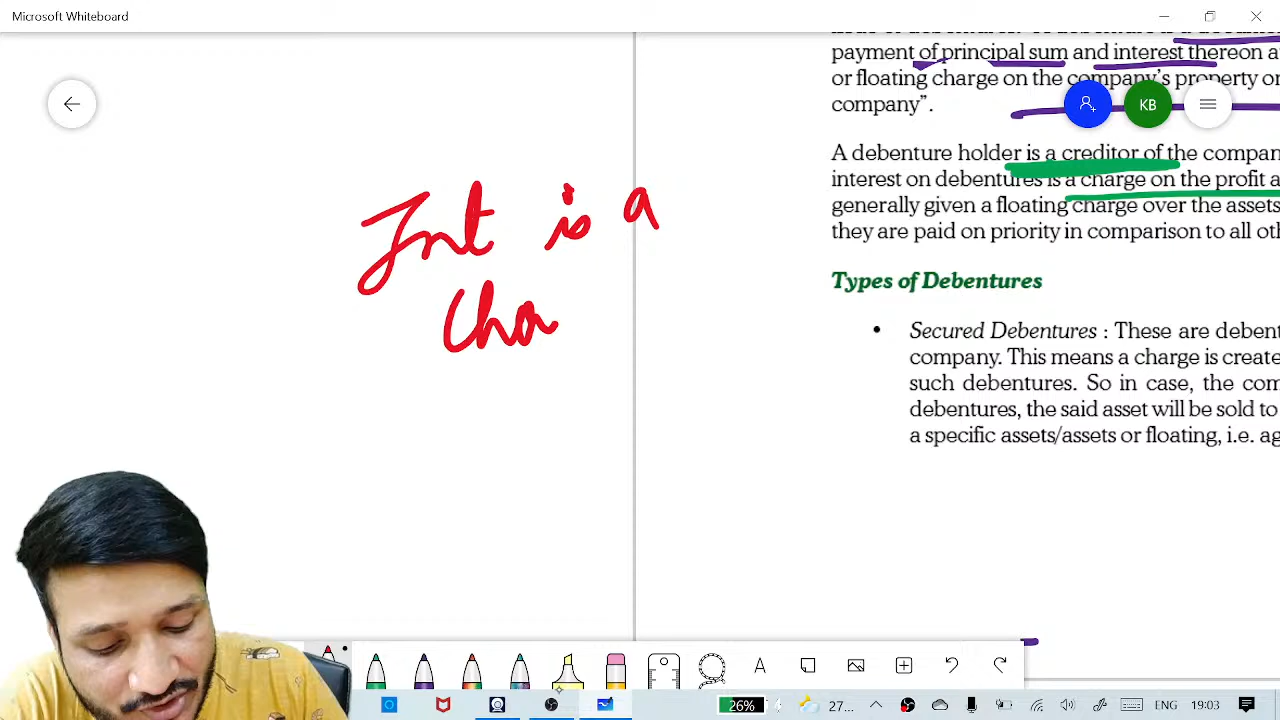 Microsoft Whiteboard
payment of principal sum and interest thereon a
or floating charge on the company's property or
company".
KB
A debenture holder is a creditor of the compan
interest on debentures is a charge on the profit a
generally given a floating charge over the assets
they are paid on priority in comparison to all ot
Int is a
Cha
Types of Debentures
• Secured Debentures : These are debent
company. This means a charge is create
such debentures. So in case, the com
debentures, the said asset will be sold to
a specific assets/assets or floating, i.e. ag
A
26%
27...
19:03